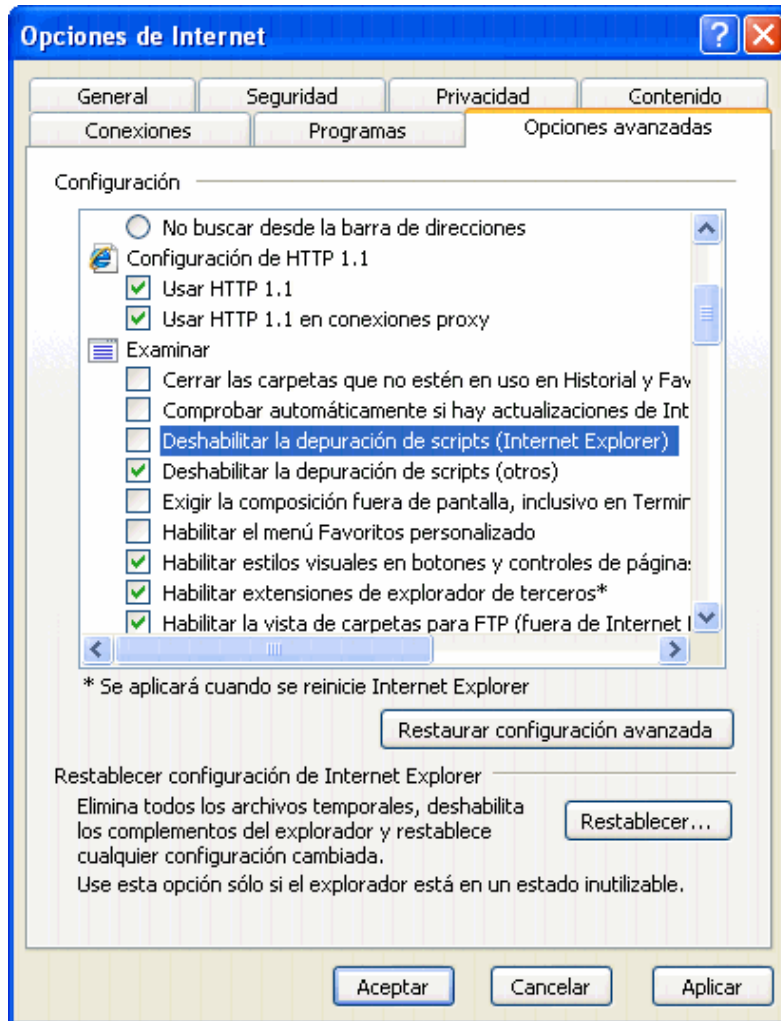 Opciones de Internet
General
Seguridad
Privacidad
Contenido
Conexiones
Programas
Opciones avanzadas
Configuración
No buscar desde la barra de direcciones
Configuración de HTTP 1.1
Usar HTTP 1.1
Usar HTTP 1.1 en conexiones proxy
Examinar
Cerrar las carpetas que no estén en uso en Historial y Fav
Comprobar automáticamente si hay actualizaciones de Int
Deshabilitar la depuración de scripts (Internet Explorer)
Deshabilitar la depuración de scripts (otros)
Exigir la composición fuera de pantalla, inclusivo en Termin
Habilitar el menú Favoritos personalizado
Habilitar estilos visuales en botones y controles de páginas
Habilitar extensiones de explorador de terceros*
Habilitar la vista de carpetas para FTP (fuera de Internet
* Se aplicará cuando se reinicie Internet Explorer
Restaurar configuración avanzada
Restablecer configuración de Internet Explorer
Elimina todos los archivos temporales, deshabilita
los complementos del explorador y restablece
cualquier configuración cambiada.
Restablecer...
Use esta opción sólo si el explorador está en un estado inutilizable.
Aceptar
Cancelar
Aplicar